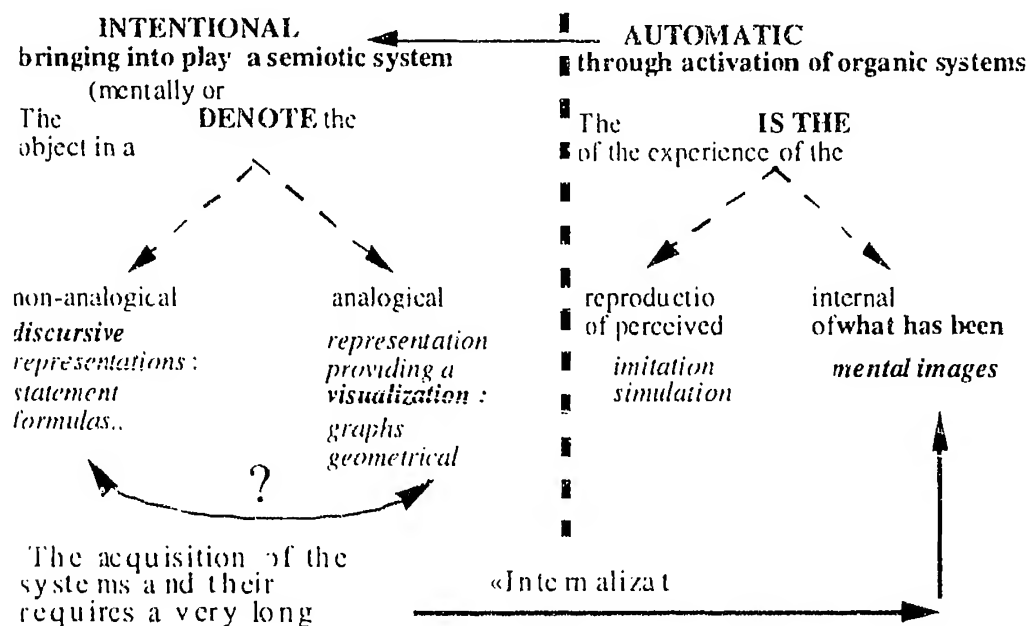 INTENTIONAL
bringing into play a semiotic system
(mentally or
The DENOTE the
object in a
non-analogical
discursive
representations :
statement
formulas..
analogical
representation
providing a
visualization :
graphs
geometrical
?
The acquisition of the
systems and their
requires a very long
AUTOMATIC
through activation of organic systems
The IS THE
of the experience of the
reproductio
of perceived
imitation
simulation
internal
ofwhat has been
mental images
«Internalizat